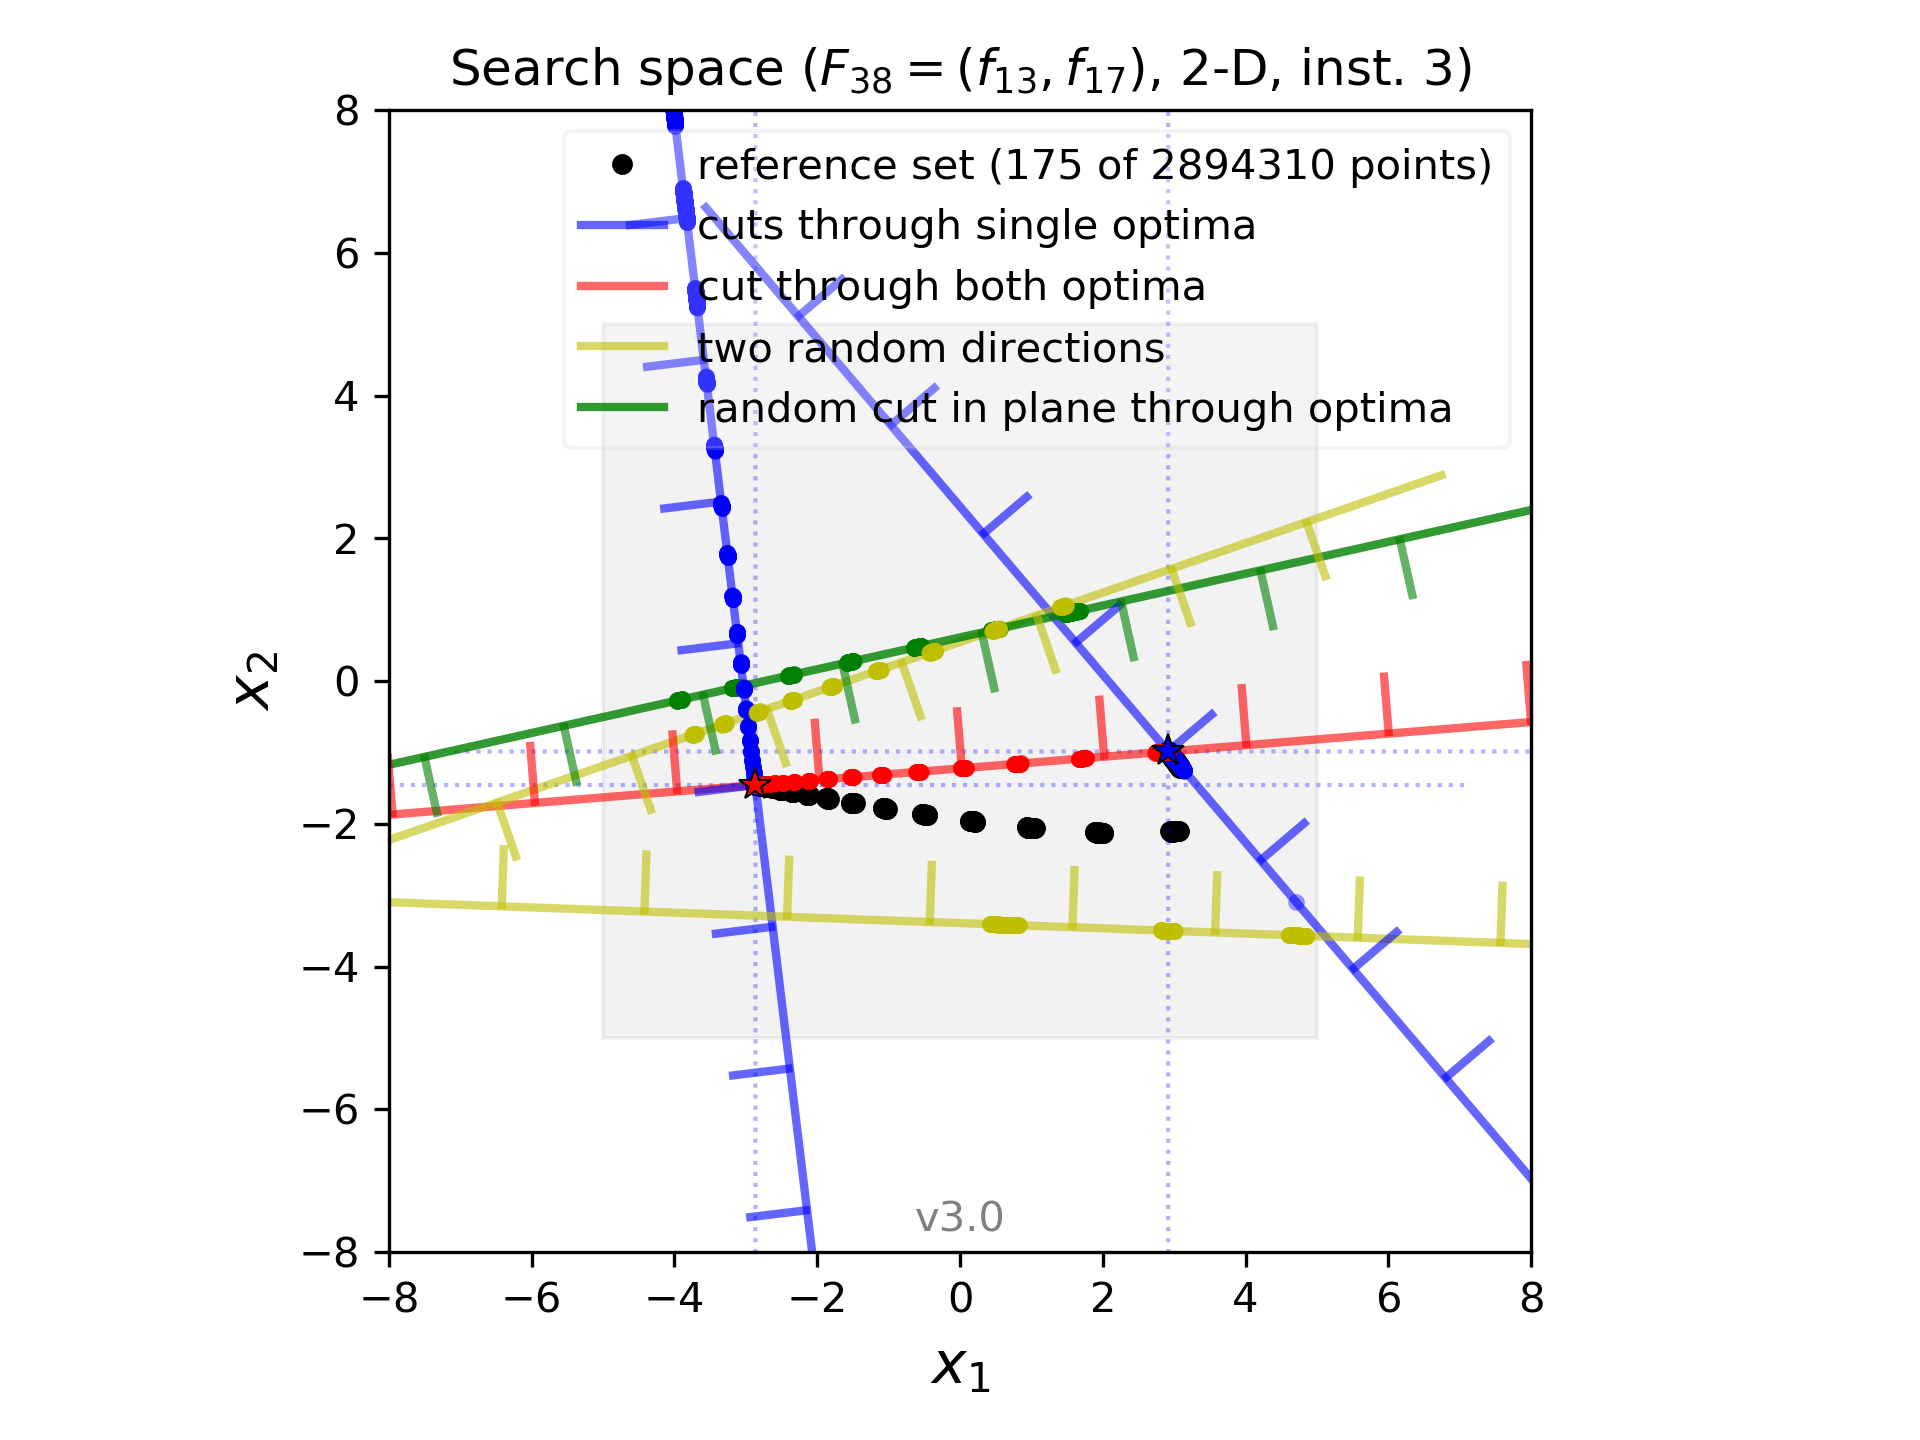 Search space (F38 = (f13, f17), 2-D, inst. 3)
reference set (175 of 2894310 points)
cuts through single optima
cut through both optima
two random directions
random cut in plane through optima
8
6
4
2
0
−2
−4
−6
−8
x2
v3.0
−8 −6 −4 −2 0 2 4 6 8
x1